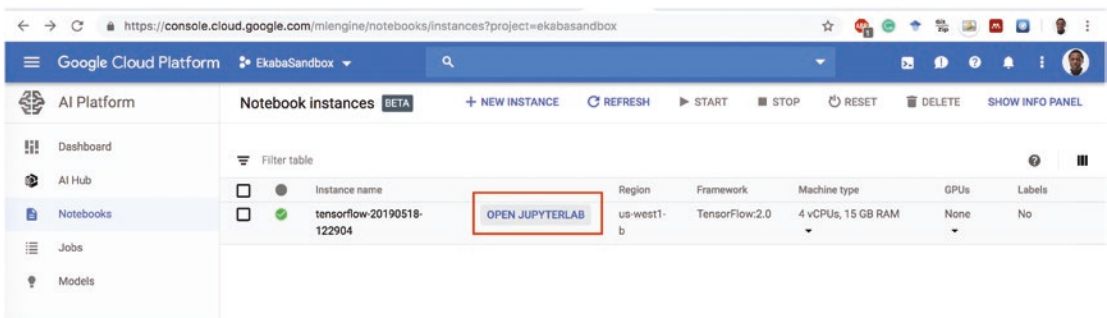 https://console.cloud.google.com/mlengine/notebooks/instances?project=ekabasandbox
Google Cloud Platform EkabaSandbox
AI Platform
Notebook instances BETA + NEW INSTANCE REFRESH START STOP RESET DELETE SHOW INFO PANEL
Dashboard
AI Hub
Notebooks
Jobs
Models
Filter table
Instance name Region Framework Machine type GPUs Labels
tensorflow-20190518- OPEN JUPYTERLAB us-west1- TensorFlow:2.0 4 vCPUs, 15 GB RAM None No
122904 b